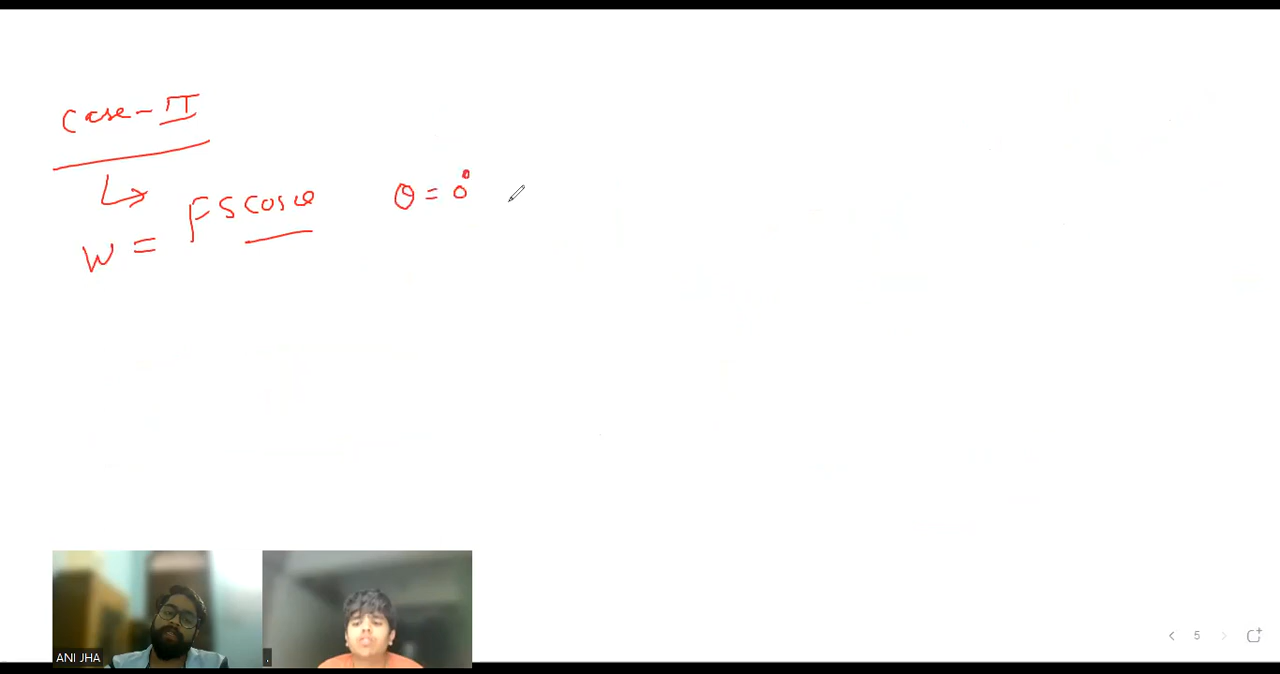 Case-II
W = FScosθ θ = 0°
ANI JHA
.
5